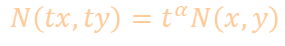 N(tx, ty) = t^α N(x, y)